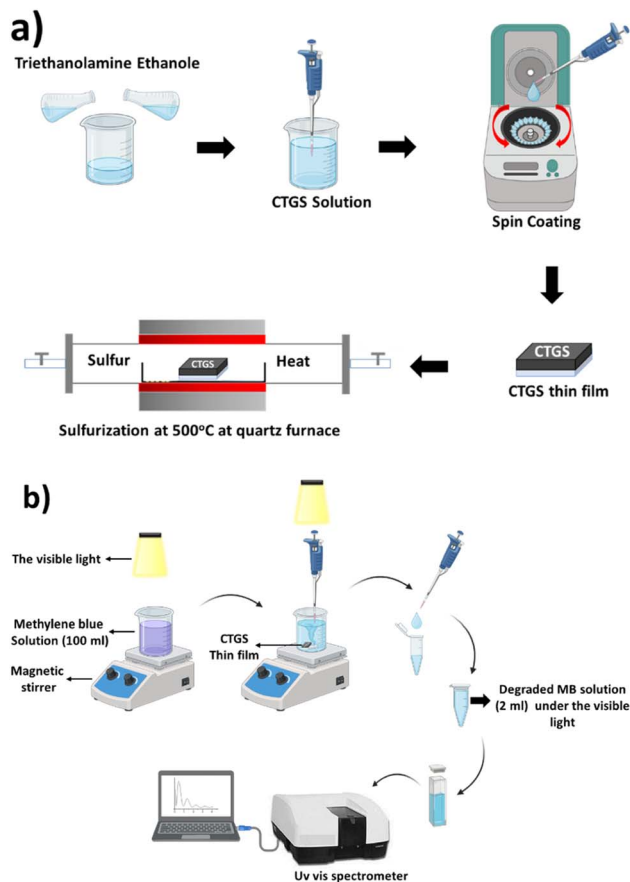 a)
Triethanolamine Ethanole
CTGS Solution
Spin Coating
Sulfur
CTGS
Heat
Sulfurization at 500°C at quartz furnace
CTGS
CTGS thin film
b)
The visible light
Methylene blue
Solution (100 ml)
Magnetic
stirrer
CTGS
Thin film
Degraded MB solution
(2 ml) under the visible
light
Uv vis spectrometer